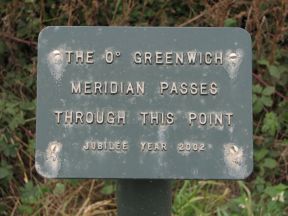 THE 0° GREENWICH
MERIDIAN PASSES
THROUGH THIS POINT
JUBILEE YEAR 2002